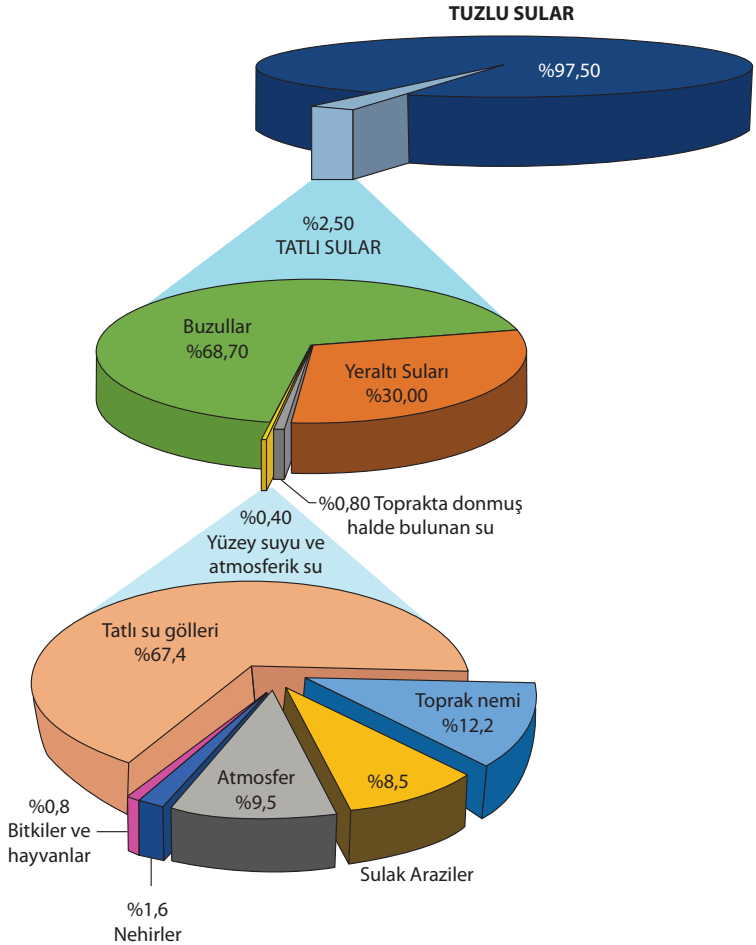 TUZLU SULAR
%97,50
%2,50
TATLI SULAR
Buzullar
%68,70
Yeraltı Suları
%30,00
%0,80 Toprakta donmuş
halde bulunan su
%0,40
Yüzey suyu ve
atmosferik su
Tatlı su gölleri
%67,4
Toprak nemi
%12,2
%8,5
Sulak Araziler
Atmosfer
%9,5
%0,8
Bitkiler ve
hayvanlar
%1,6
Nehirler